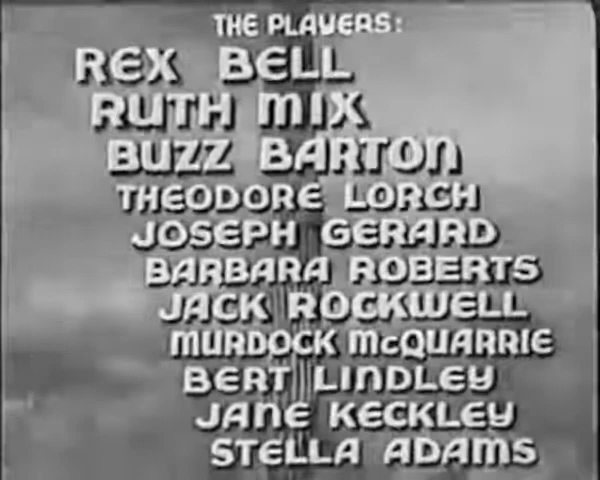 THE PLAYERS:
REX BELL
RUTH MIX
BUZZ BARTON
THEODORE LORCH
JOSEPH GERARD
BARBARA ROBERTS
JACK ROCKWELL
MURDOCK McQUARRIE
BERT LINDLEY
JANE KECKLEY
STELLA ADAMS